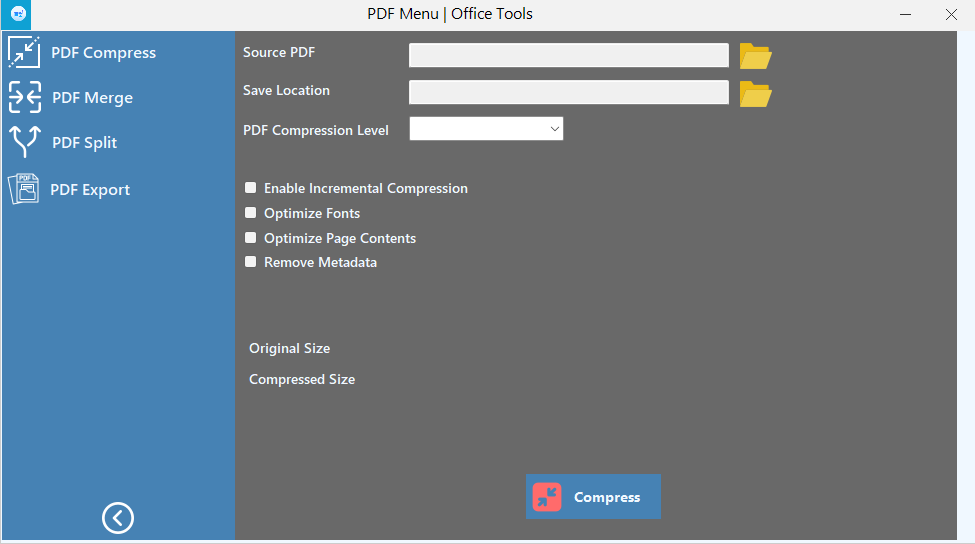 PDF Menu | Office Tools
PDF Compress
PDF Merge
PDF Split
PDF
PDF Export
Source PDF
Save Location
PDF Compression Level
Enable Incremental Compression
Optimize Fonts
Optimize Page Contents
Remove Metadata
Original Size
Compressed Size
Compress